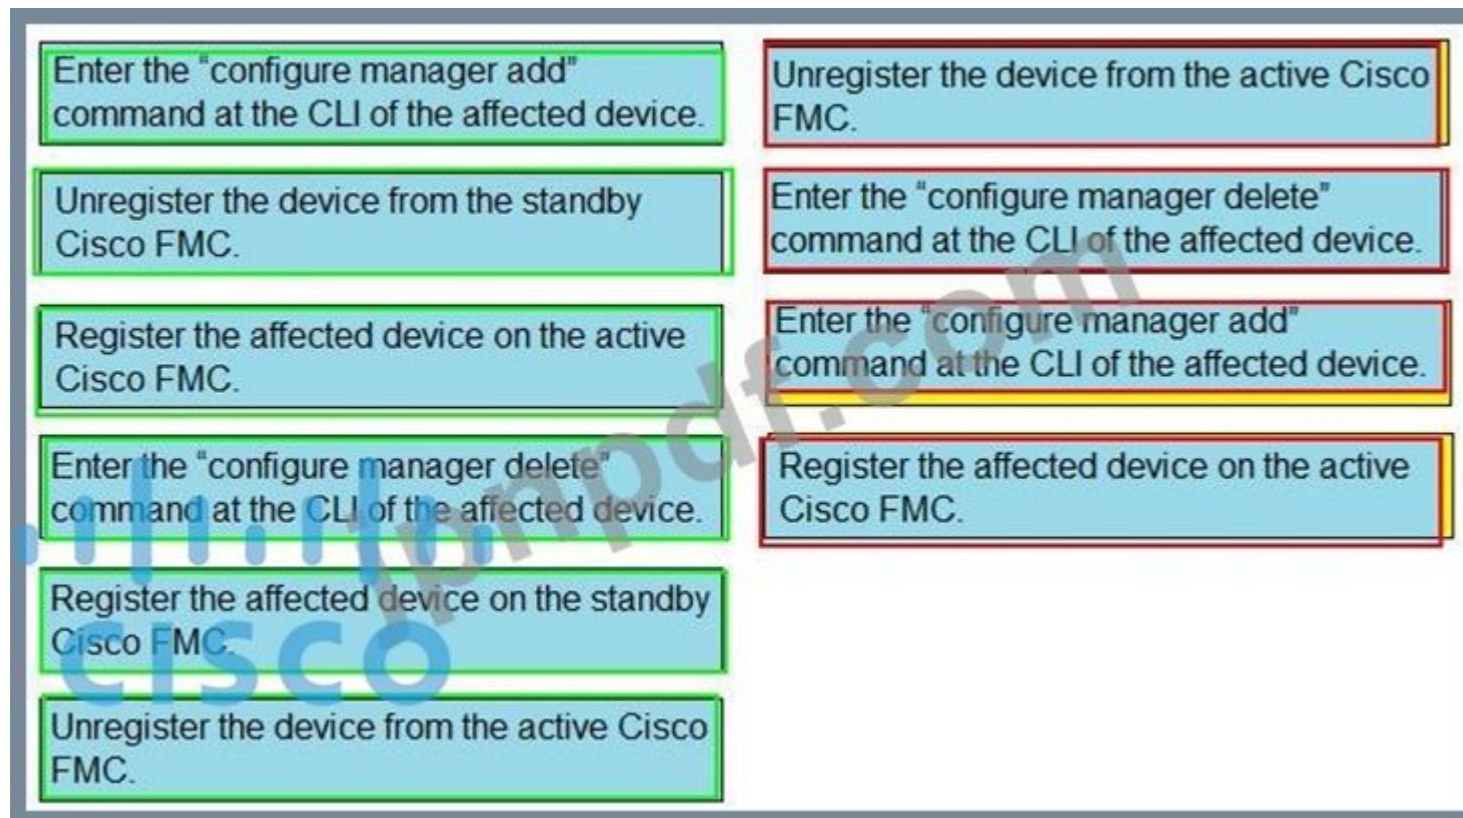 Enter the “configure manager add”
command at the CLI of the affected device.
Unregister the device from the standby
Cisco FMC.
Register the affected device on the active
Cisco FMC.
Enter the “configure manager delete”
command at the CLI of the affected device.
Register the affected device on the standby
Cisco FMC.
Unregister the device from the active Cisco
FMC.
Unregister the device from the active Cisco
FMC.
Enter the “configure manager delete”
command at the CLI of the affected device.
Enter the “configure manager add”
command at the CLI of the affected device.
Register the affected device on the active
Cisco FMC.
jpnpdf.com
CISCO